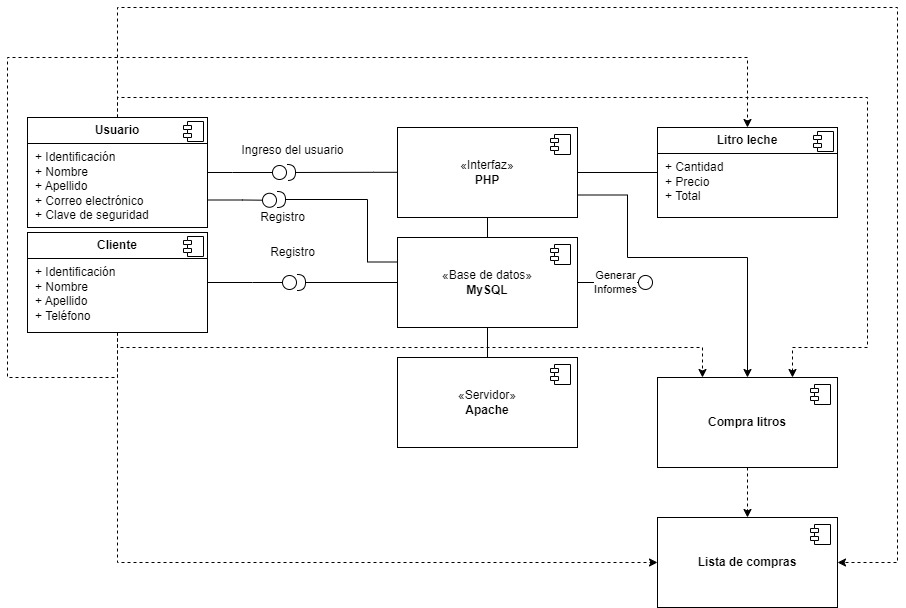 Usuario
+ Identificación
+ Nombre
+ Apellido
+ Correo electrónico
+ Clave de seguridad
Cliente
+ Identificación
+ Nombre
+ Apellido
+ Teléfono
Ingreso del usuario
Registro
Registro
«Interfaz»
PHP
«Base de datos»
MySQL
«Servidor»
Apache
Generar
Informes
Litro leche
+ Cantidad
+ Precio
+ Total
Compra litros
Lista de compras